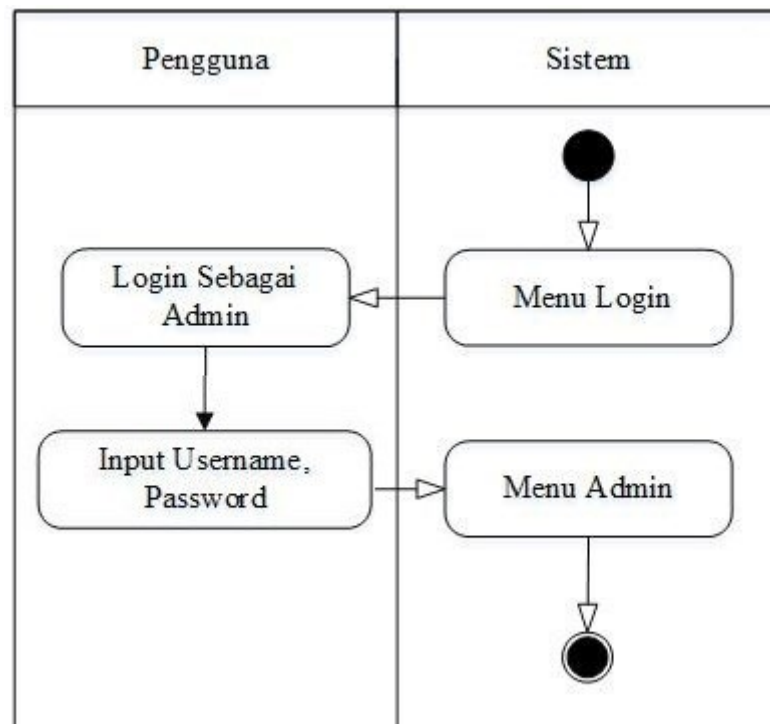 Pengguna
Sistem
Menu Login
Login Sebagai
Admin
Input Username,
Password
Menu Admin